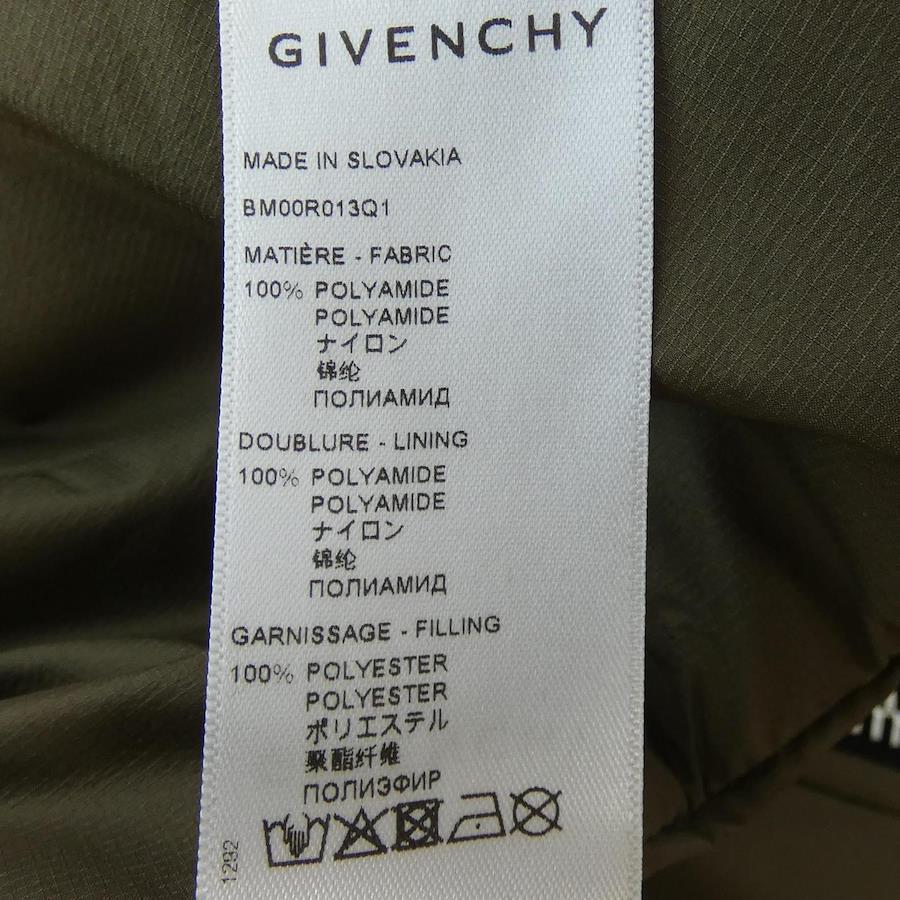 GIVENCHY
MADE IN SLOVAKIA
BM00R013Q1
MATIÈRE - FABRIC
100% POLYAMIDE
POLYAMIDE
ナイロン
锦纶
ПОЛИАМИД
DOUBLURE - LINING
100% POLYAMIDE
POLYAMIDE
ナイロン
锦纶
ПОЛИАМИД
GARNISSAGE - FILLING
100% POLYESTER
POLYESTER
ポリエステル
聚酯纤维
ПОЛИЭФИР
1292